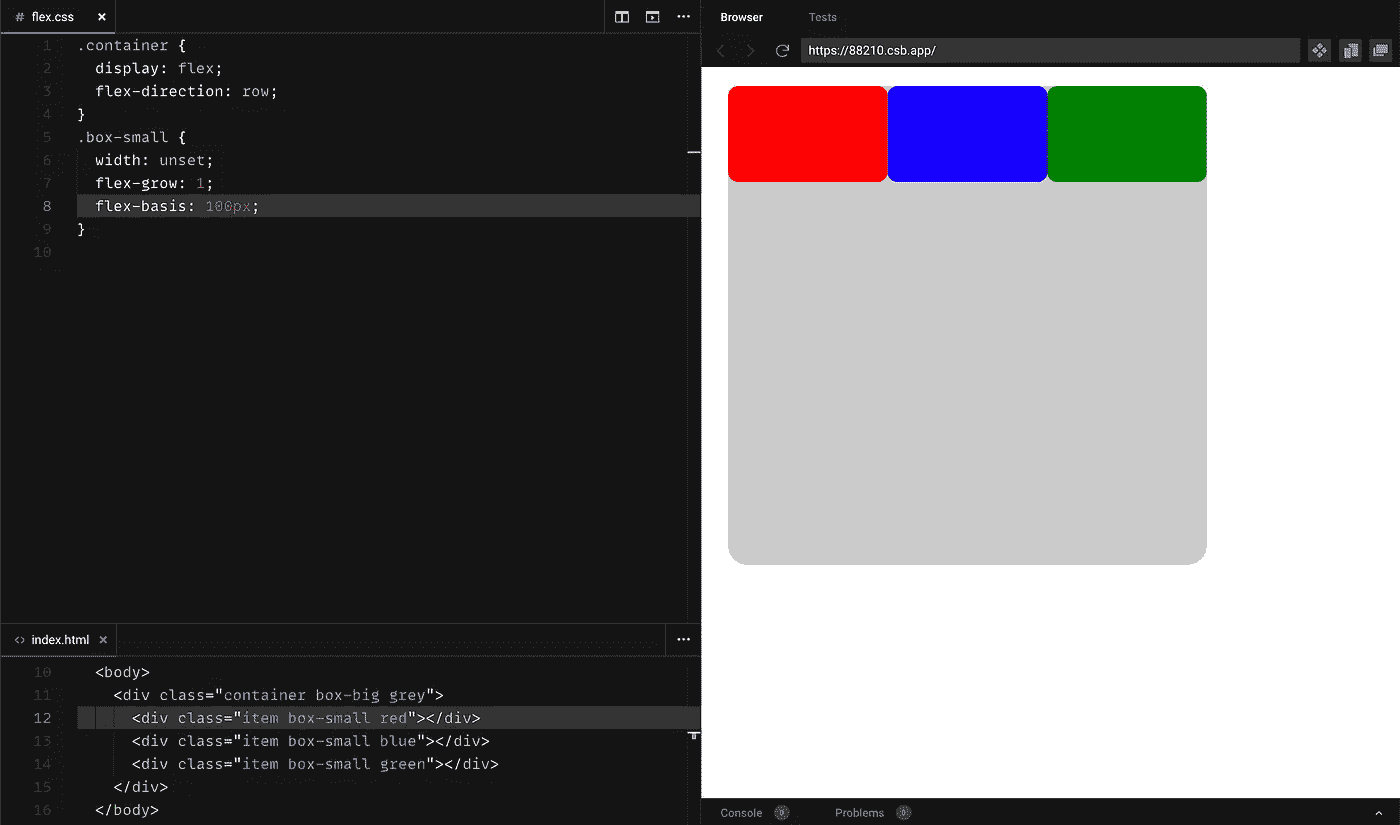 # flex.css ×
1 .container {
2 display: flex;
3 flex-direction: row;
4 }
5 .box-small {
6 width: unset;
7 flex-grow: 1;
8 flex-basis: 100px;
9 }
10
<> index.html ×
10 <body>
11 <div class="container box-big grey">
12 <div class="item box-small red"></div>
13 <div class="item box-small blue"></div>
14 <div class="item box-small green"></div>
15 </div>
16 </body>
Browser Tests
https://88210.csb.app/
Console 0 Problems 0